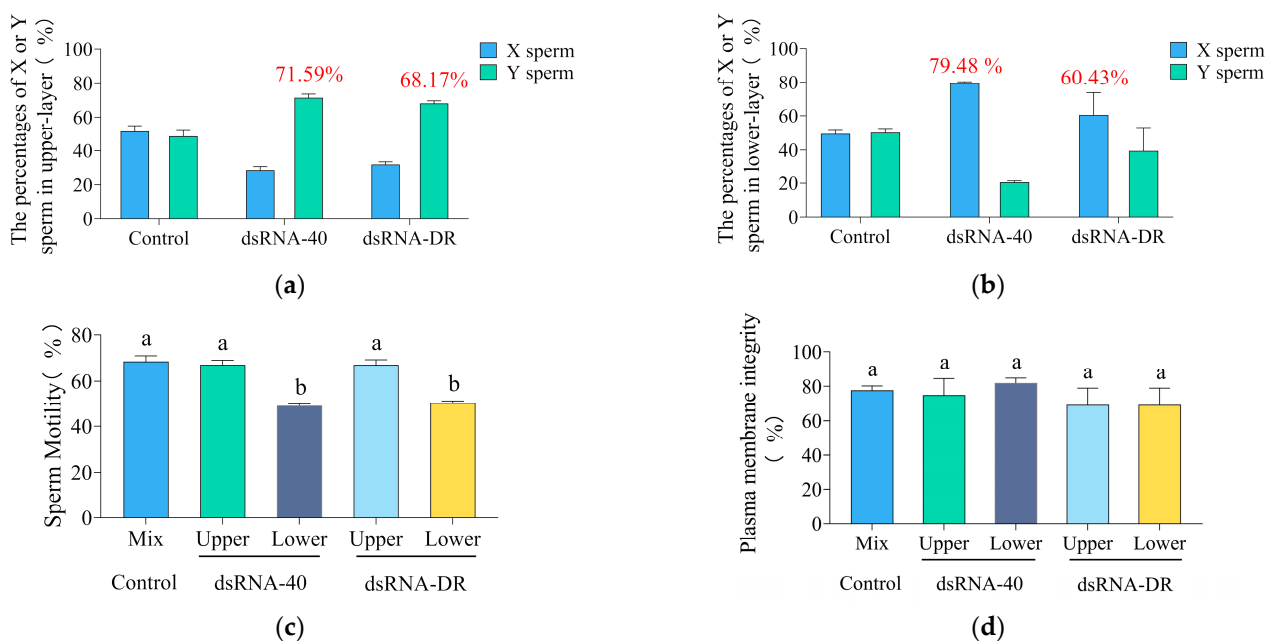 The percentages of X or Y
sperm in upper-layer ( %)
100
80
60
40
20
0
71.59%
68.17%
X sperm
Y sperm
Control
dsRNA-40
dsRNA-DR
(a)
The percentages of X or Y
sperm in lower-layer ( %)
100
80
60
40
20
0
79.48 %
60.43%
X sperm
Y sperm
Control
dsRNA-40
dsRNA-DR
(b)
Sperm Motility( %)
80
60
40
20
0
a
a
b
a
b
Mix
Upper
Lower
Upper
Lower
Control
dsRNA-40
dsRNA-DR
(c)
Plasma membrane integrity
( %)
100
80
60
40
20
0
a
a
a
a
a
Mix
Upper
Lower
Upper
Lower
Control
dsRNA-40
dsRNA-DR
(d)